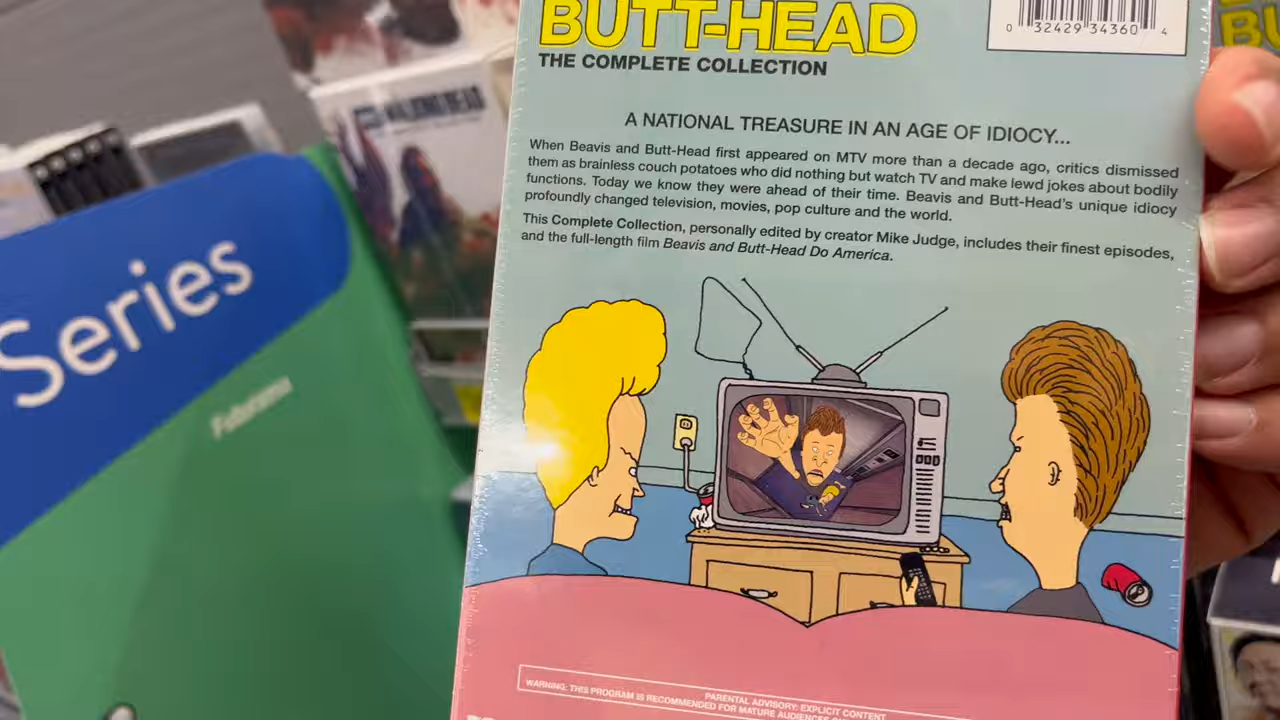 BUTT-HEAD
THE COMPLETE COLLECTION
0 32429 34360 4
A NATIONAL TREASURE IN AN AGE OF IDIOCY...
When Beavis and Butt-Head first appeared on MTV more than a decade ago, critics dismissed
them as brainless couch potatoes who did nothing but watch TV and make lewd jokes about bodily
functions. Today we know they were ahead of their time. Beavis and Butt-Head's unique idiocy
profoundly changed television, movies, pop culture and the world.
This Complete Collection, personally edited by creator Mike Judge, includes their finest episodes,
and the full-length film Beavis and Butt-Head Do America.
PARENTAL ADVISORY: EXPLICIT CONTENT
WARNING: THIS PROGRAM IS RECOMMENDED FOR MATURE AUDIENCES
Series
Futurama
WALKING DEAD
BU